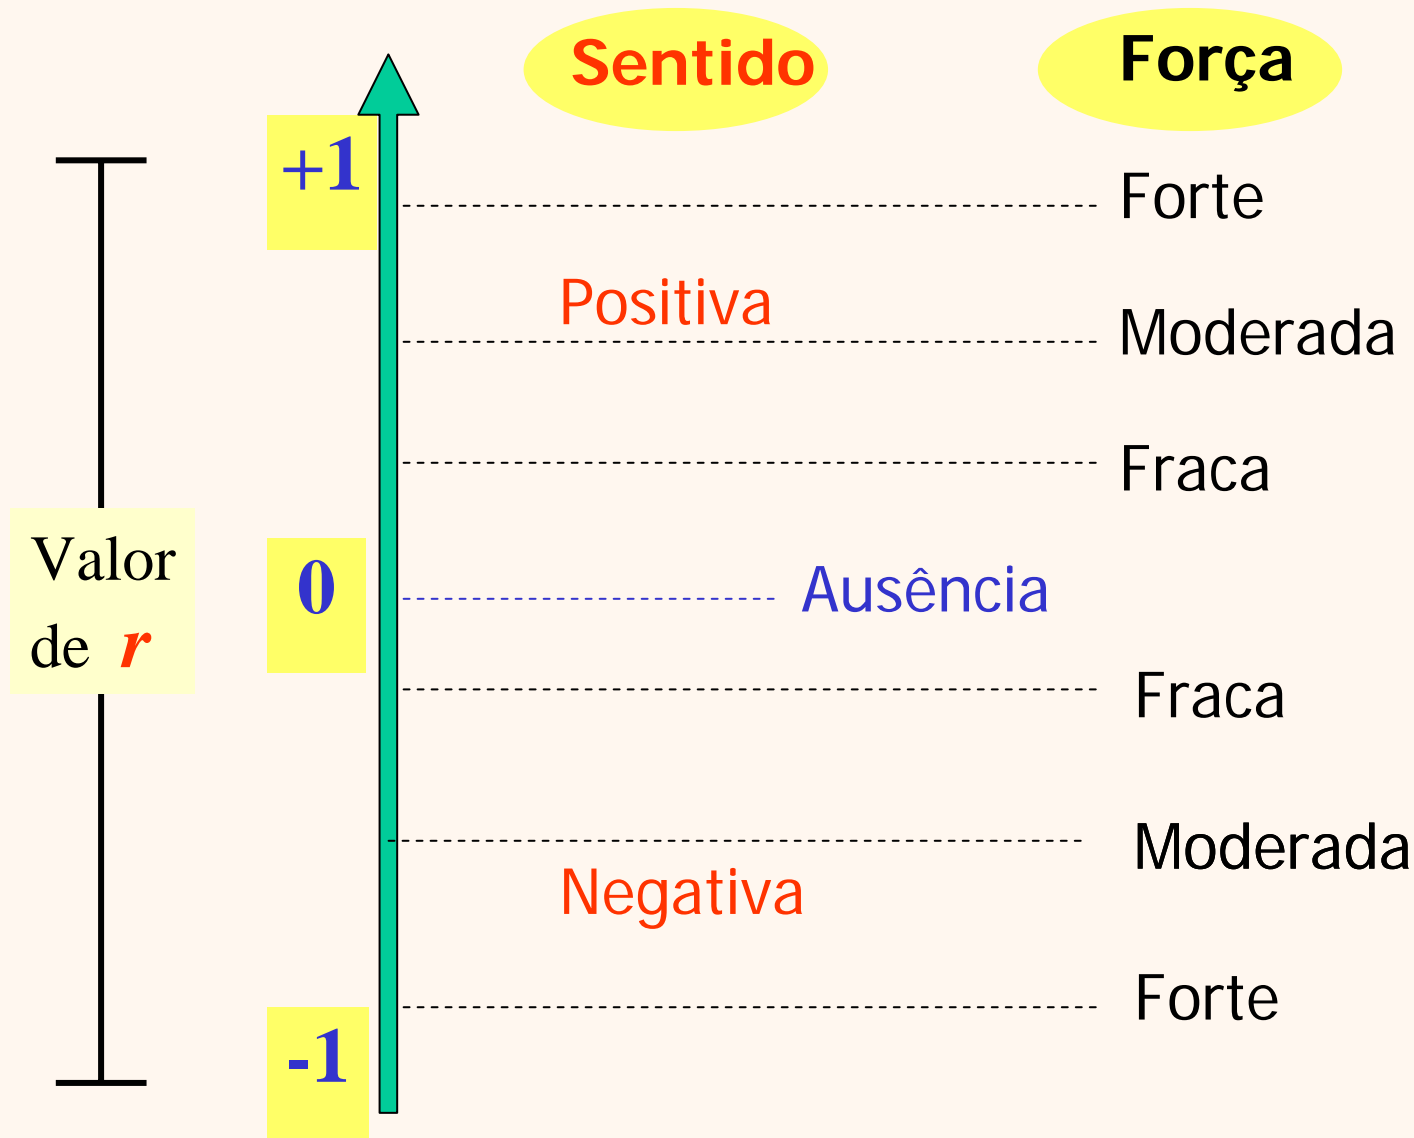 Sentido
Força
+1
Forte
Positiva
Moderada
Fraca
Valor
de r
0
Ausência
Fraca
Moderada
Negativa
Forte
-1